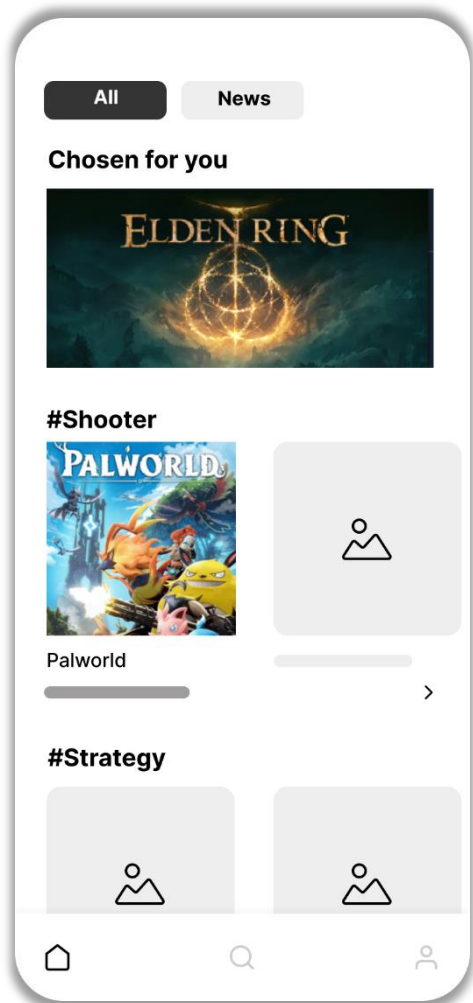 All
News
Chosen for you
ELDEN RING
#Shooter
PALWORLD
Palworld
#Strategy